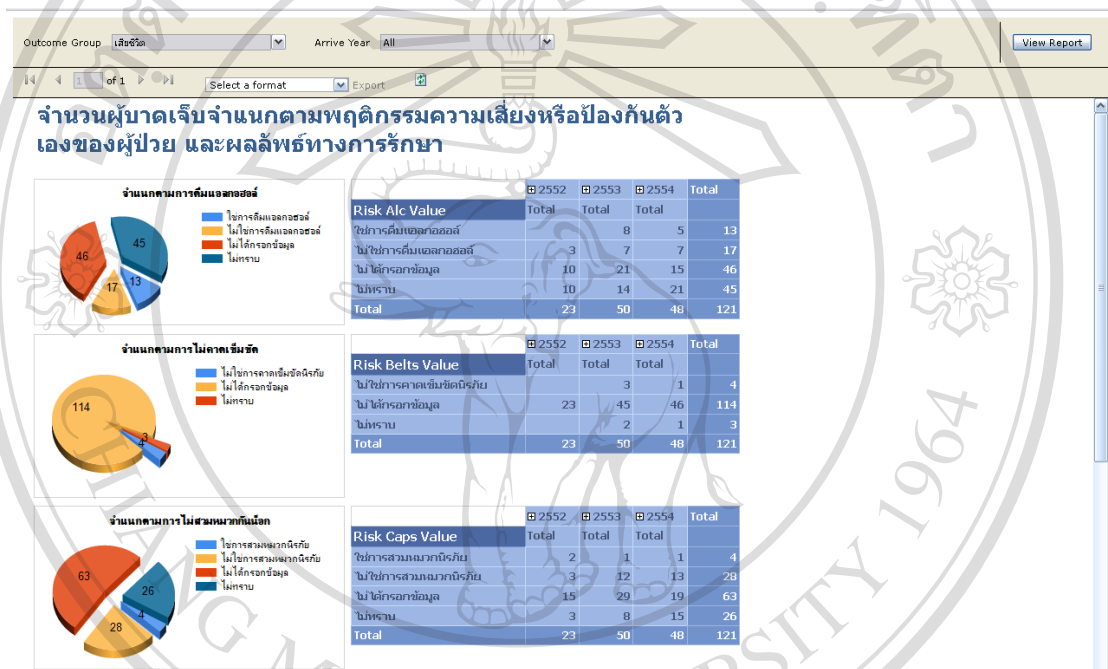 Outcome Group เสียชีวิต Arrive Year All View Report
1 of 1 Select a format Export
จำนวนผู้บาดเจ็บจำแนกตามพฤติกรรมความเสี่ยงหรือป้องกันตัว
เองของผู้ป่วย และผลลัพธ์ทางการรักษา
จำแนกตามการดื่มแอลกอฮอล์
ใช่การดื่มแอลกอฮอล์
ไม่ใช่การดื่มแอลกอฮอล์
ไม่ได้กรอกข้อมูล
ไม่ทราบ
46 45 17 13
2552 2553 2554 Total
Risk Alc Value Total Total Total
ใช่การดื่มแอลกอฮอล์ 8 5 13
ไม่ใช่การดื่มแอลกอฮอล์ 3 7 7 17
ไม่ได้กรอกข้อมูล 10 21 15 46
ไม่ทราบ 10 14 21 45
Total 23 50 48 121
จำแนกตามการไม่คาดเข็มขัด
ไม่ใช่การคาดเข็มขัดนิรภัย
ไม่ได้กรอกข้อมูล
ไม่ทราบ
114 3 4
2552 2553 2554 Total
Risk Belts Value Total Total Total
ไม่ใช่การคาดเข็มขัดนิรภัย 3 1 4
ไม่ได้กรอกข้อมูล 23 45 46 114
ไม่ทราบ 2 1 3
Total 23 50 48 121
จำแนกตามการไม่สวมหมวกกันน็อก
ใช่การสวมหมวกนิรภัย
ไม่ใช่การสวมหมวกนิรภัย
ไม่ได้กรอกข้อมูล
ไม่ทราบ
63 26 4 28
2552 2553 2554 Total
Risk Caps Value Total Total Total
ใช่การสวมหมวกนิรภัย 2 1 1 4
ไม่ใช่การสวมหมวกนิรภัย 3 12 13 28
ไม่ได้กรอกข้อมูล 15 29 19 63
ไม่ทราบ 3 8 15 26
Total 23 50 48 121
1964